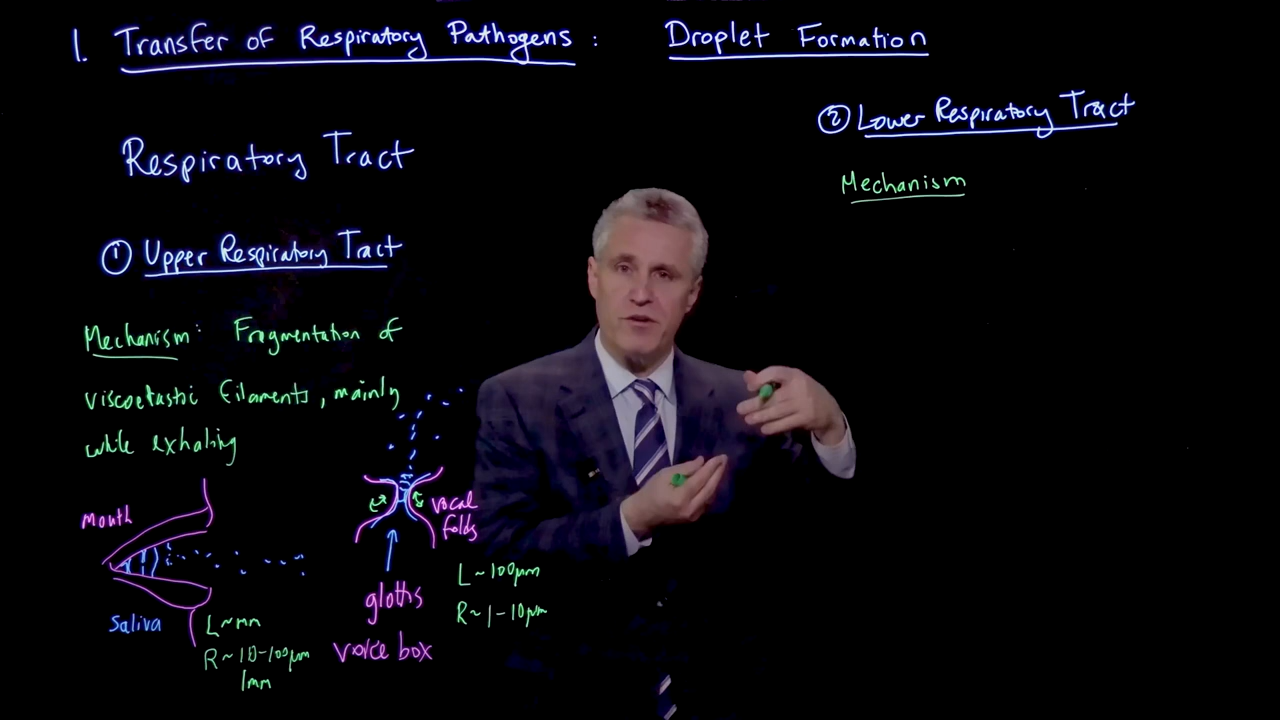 1. Transfer of Respiratory Pathogens : Droplet Formation
Respiratory Tract
① Upper Respiratory Tract
Mechanism: Fragmentation of
viscoelastic filaments, mainly
while exhaling
mouth
saliva
L~mm
R~10-100μm
1mm
vocal
folds
glottis
voice box
L~100μm
R~1-10μm
② Lower Respiratory Tract
Mechanism